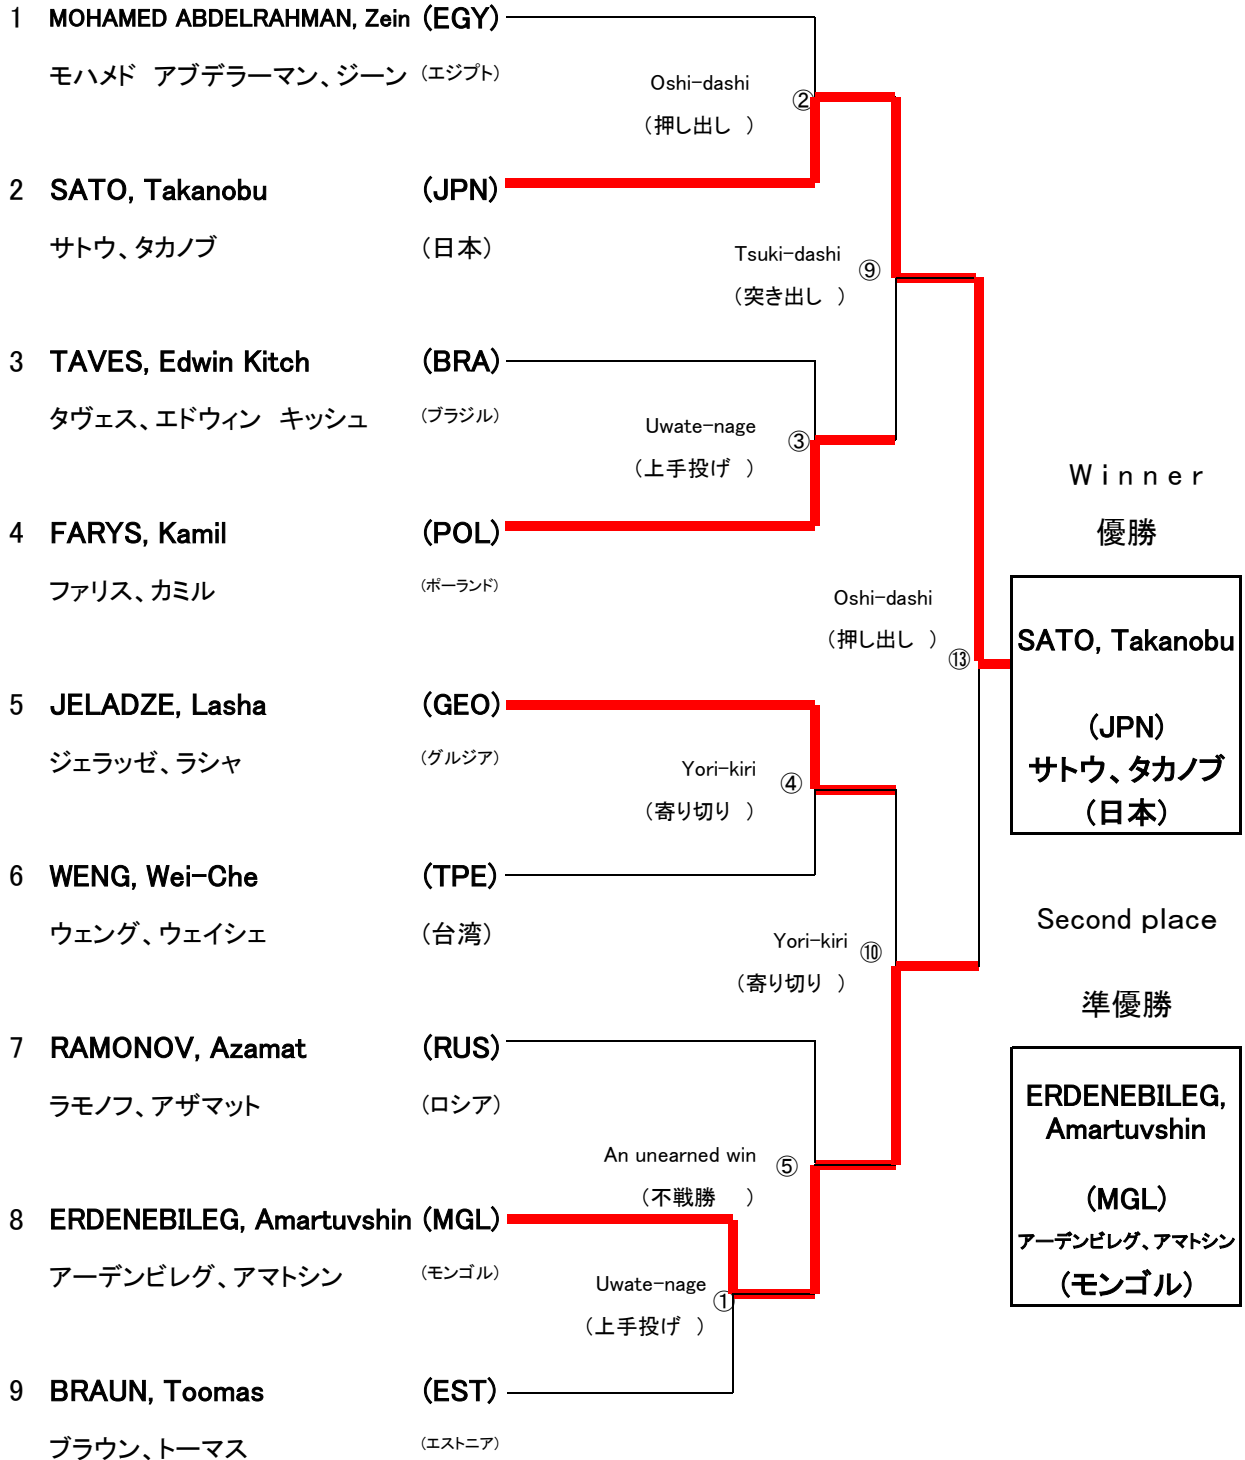 1 MOHAMED ABDELRAHMAN, Zein (EGY)
モハメド　アブデラーマン、ジーン (エジプト)
Oshi-dashi
②
(押し出し　)
2 SATO, Takanobu (JPN)
サトウ、タカノブ (日本)
Tsuki-dashi
⑨
(突き出し　)
3 TAVES, Edwin Kitch (BRA)
タヴェス、エドウィン　キッシュ (ブラジル)
Uwate-nage
③
(上手投げ　)
Winner
優勝
4 FARYS, Kamil (POL)
ファリス、カミル (ポーランド)
Oshi-dashi
(押し出し　)
⑬
SATO, Takanobu
(JPN)
サトウ、タカノブ
(日本)
5 JELADZE, Lasha (GEO)
ジェラッゼ、ラシャ (グルジア)
Yori-kiri
④
(寄り切り　)
6 WENG, Wei-Che (TPE)
ウェング、ウェイシェ (台湾)
Yori-kiri
⑩
(寄り切り　)
Second place
準優勝
7 RAMONOV, Azamat (RUS)
ラモノフ、アザマット (ロシア)
An unearned win
⑤
(不戦勝　)
ERDENEBILEG,
Amartuvshin
(MGL)
アーデンビレグ、アマトシン
(モンゴル)
8 ERDENEBILEG, Amartuvshin (MGL)
アーデンビレグ、アマトシン (モンゴル)
Uwate-nage
①
(上手投げ　)
9 BRAUN, Toomas (EST)
ブラウン、トーマス (エストニア)